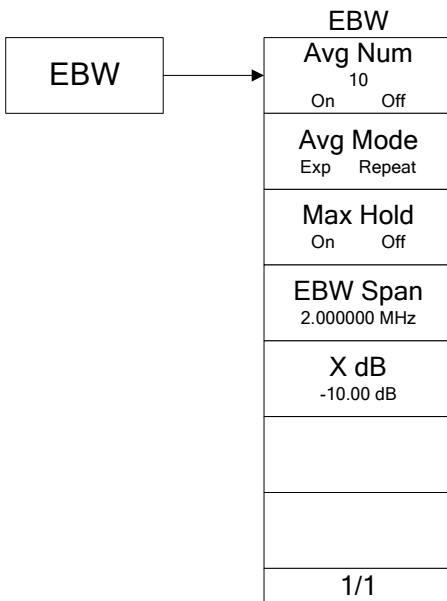 EBW
EBW
Avg Num
10
On Off
Avg Mode
Exp Repeat
Max Hold
On Off
EBW Span
2.000000 MHz
X dB
-10.00 dB
1/1